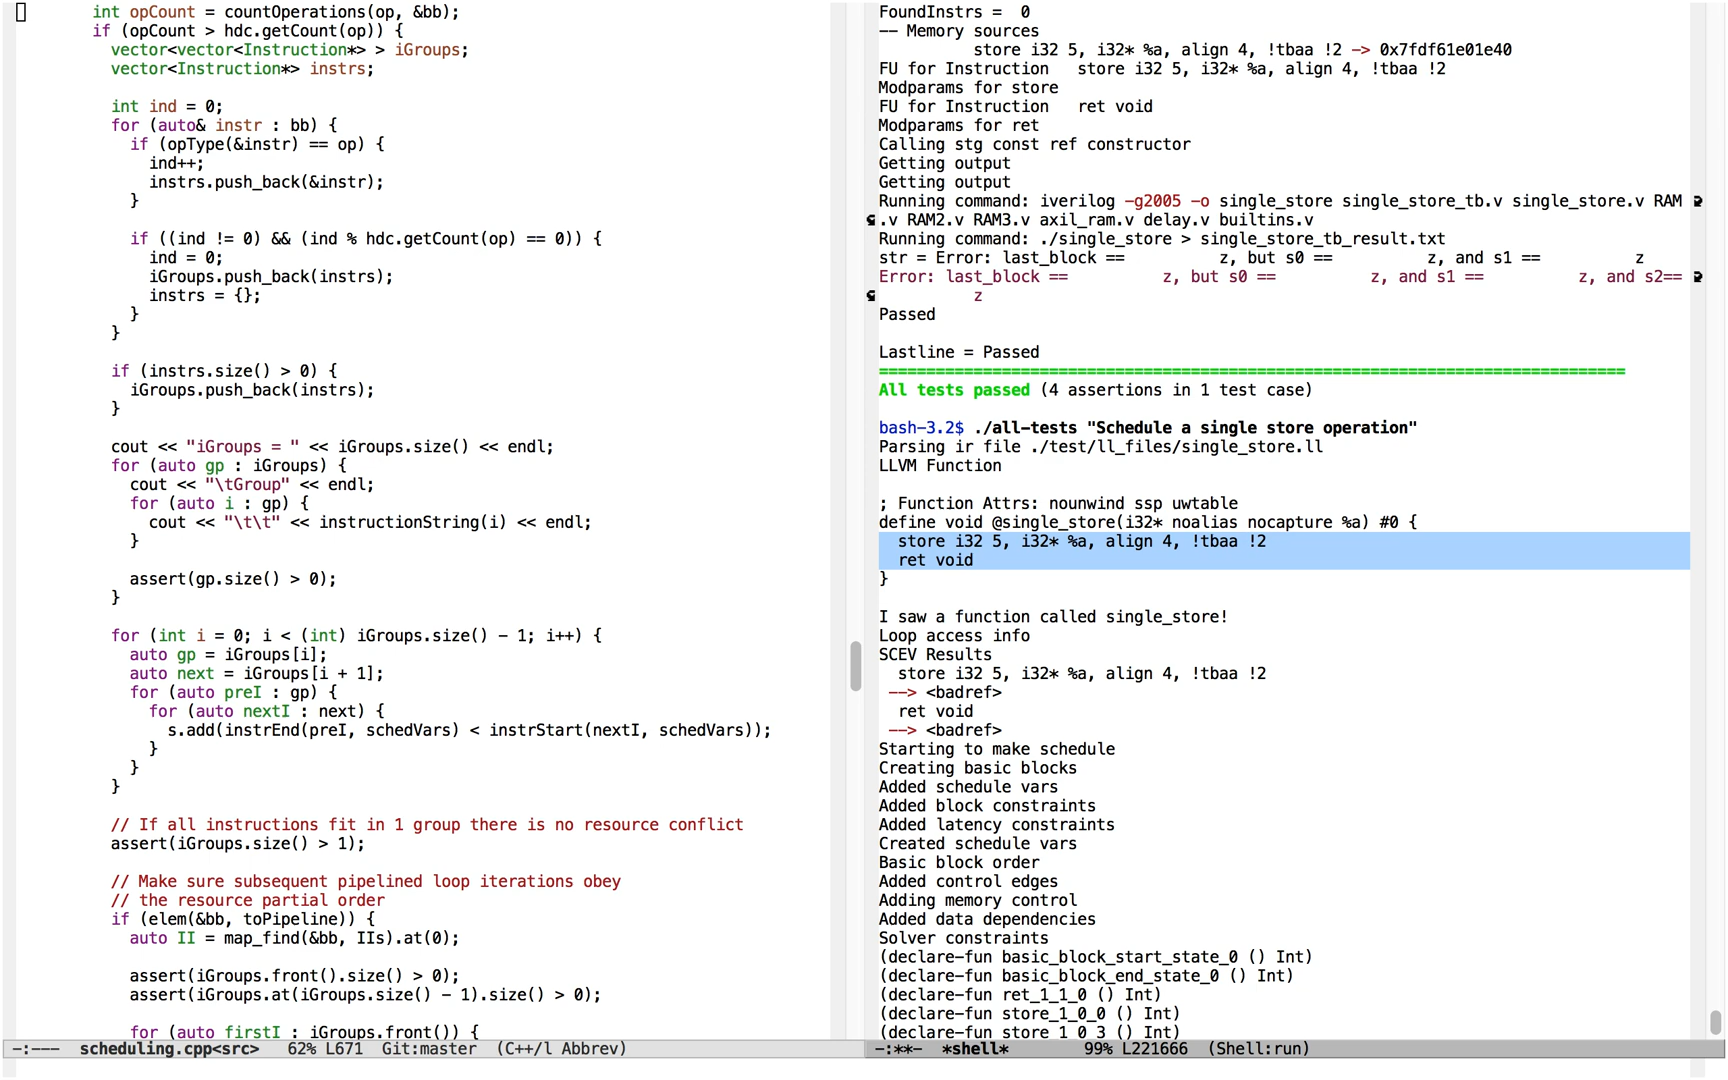 int opCount = countOperations(op, &bb);
if (opCount > hdc.getCount(op)) {
vector<vector<Instruction*> > iGroups;
vector<Instruction*> instrs;
int ind = 0;
for (auto& instr : bb) {
if (opType(&instr) == op) {
ind++;
instrs.push_back(&instr);
}
if ((ind != 0) && (ind % hdc.getCount(op) == 0)) {
ind = 0;
iGroups.push_back(instrs);
instrs = {};
}
}
if (instrs.size() > 0) {
iGroups.push_back(instrs);
}
cout << "iGroups = " << iGroups.size() << endl;
for (auto gp : iGroups) {
cout << "\tGroup" << endl;
for (auto i : gp) {
cout << "\t\t" << instructionString(i) << endl;
}
assert(gp.size() > 0);
}
for (int i = 0; i < (int) iGroups.size() - 1; i++) {
auto gp = iGroups[i];
auto next = iGroups[i + 1];
for (auto preI : gp) {
for (auto nextI : next) {
s.add(instrEnd(preI, schedVars) < instrStart(nextI, schedVars));
}
}
}
// If all instructions fit in 1 group there is no resource conflict
assert(iGroups.size() > 1);
// Make sure subsequent pipelined loop iterations obey
// the resource partial order
if (elem(&bb, toPipeline)) {
auto II = map_find(&bb, IIs).at(0);
assert(iGroups.front().size() > 0);
assert(iGroups.at(iGroups.size() - 1).size() > 0);
for (auto firstI : iGroups.front()) {
-:--- scheduling.cpp<src> 62% L671 Git:master (C++/l Abbrev)
FoundInstrs = 0
-- Memory sources
store i32 5, i32* %a, align 4, !tbaa !2 -> 0x7fdf61e01e40
FU for Instruction store i32 5, i32* %a, align 4, !tbaa !2
Modparams for store
FU for Instruction ret void
Modparams for ret
Calling stg const ref constructor
Getting output
Getting output
Running command: iverilog -g2005 -o single_store single_store_tb.v single_store.v RAM
.v RAM2.v RAM3.v axil_ram.v delay.v builtins.v
Running command: ./single_store > single_store_tb_result.txt
str = Error: last_block == z, but s0 == z, and s1 == z
Error: last_block == z, but s0 == z, and s1 == z, and s2==
z
Passed
Lastline = Passed
===============================================================================
All tests passed (4 assertions in 1 test case)
bash-3.2$ ./all-tests "Schedule a single store operation"
Parsing ir file ./test/ll_files/single_store.ll
LLVM Function
; Function Attrs: nounwind ssp uwtable
define void @single_store(i32* noalias nocapture %a) #0 {
store i32 5, i32* %a, align 4, !tbaa !2
ret void
}
I saw a function called single_store!
Loop access info
SCEV Results
store i32 5, i32* %a, align 4, !tbaa !2
--> <badref>
ret void
--> <badref>
Starting to make schedule
Creating basic blocks
Added schedule vars
Added block constraints
Added latency constraints
Created schedule vars
Basic block order
Added control edges
Adding memory control
Added data dependencies
Solver constraints
(declare-fun basic_block_start_state_0 () Int)
(declare-fun basic_block_end_state_0 () Int)
(declare-fun ret_1_1_0 () Int)
(declare-fun store_1_0_0 () Int)
(declare-fun store_1_0_3 () Int)
-:**- *shell* 99% L221666 (Shell:run)